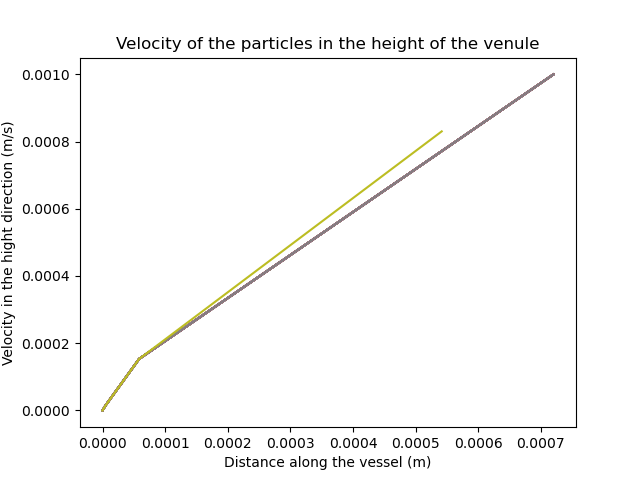 Velocity of the particles in the height of the venule
0.0010
0.0008
0.0006
0.0004
0.0002
0.0000
Velocity in the hight direction (m/s)
0.0000 0.0001 0.0002 0.0003 0.0004 0.0005 0.0006 0.0007
Distance along the vessel (m)